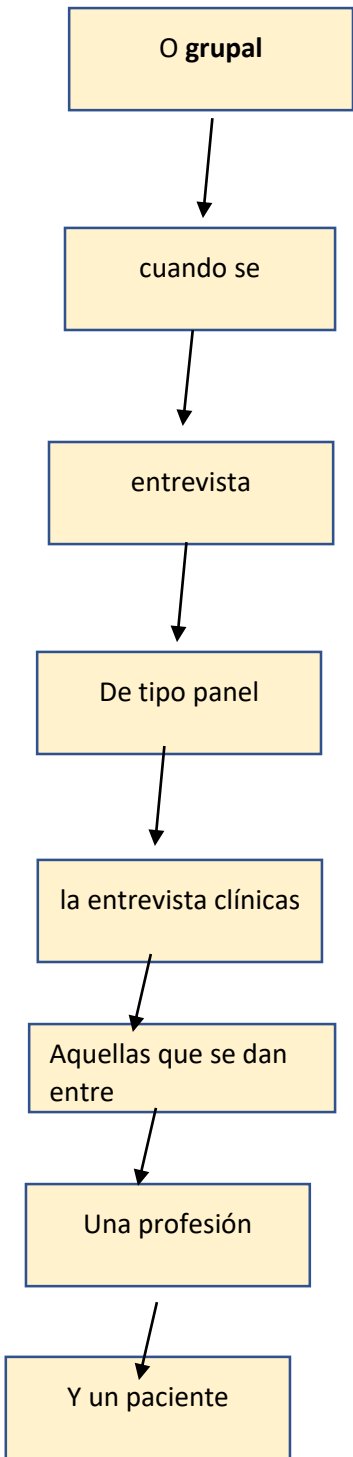 O grupal
cuando se
entrevista
De tipo panel
la entrevista clínicas
Aquellas que se dan
entre
Una profesión
Y un paciente